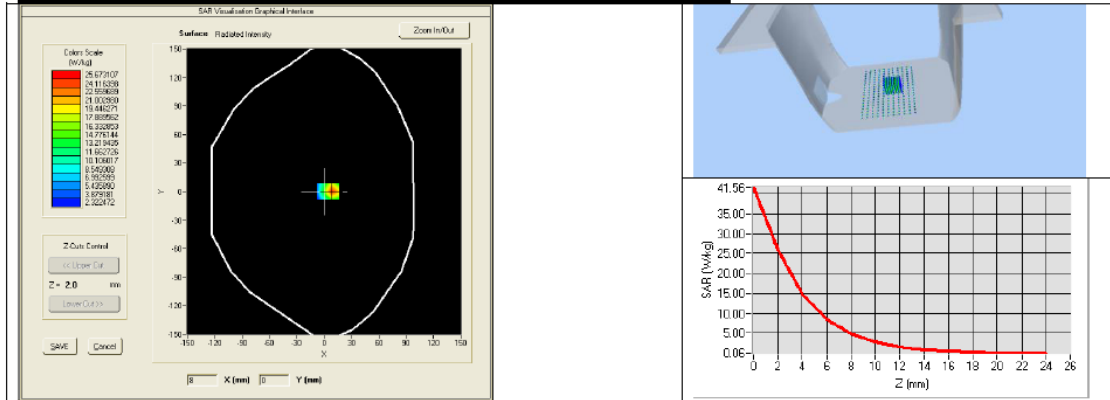 SAR Visualisation Graphical Interface
Surface Radiated Intensity
Zoom In/Out
Colors Scale
(W/kg)
25.673107
24.116398
22.559689
21.002980
19.446271
17.889562
16.332853
14.776144
13.219435
11.662726
10.106017
8.549308
6.992599
5.435890
3.879181
2.322472
150
120
90
60
30
0
-30
-60
-90
-120
-150
Y
-150 -120 -90 -60 -30 0 30 60 90 120 150
X
Z-Cuts Control
<< Upper Cut
Z = 2.0 mm
Lower Cut >>
SAVE Cancel
8 X (mm) 0 Y (mm)
41.56
35.00
30.00
25.00
20.00
15.00
10.00
5.00
0.06
SAR (W/kg)
0 2 4 6 8 10 12 14 16 18 20 22 24 26
Z (mm)